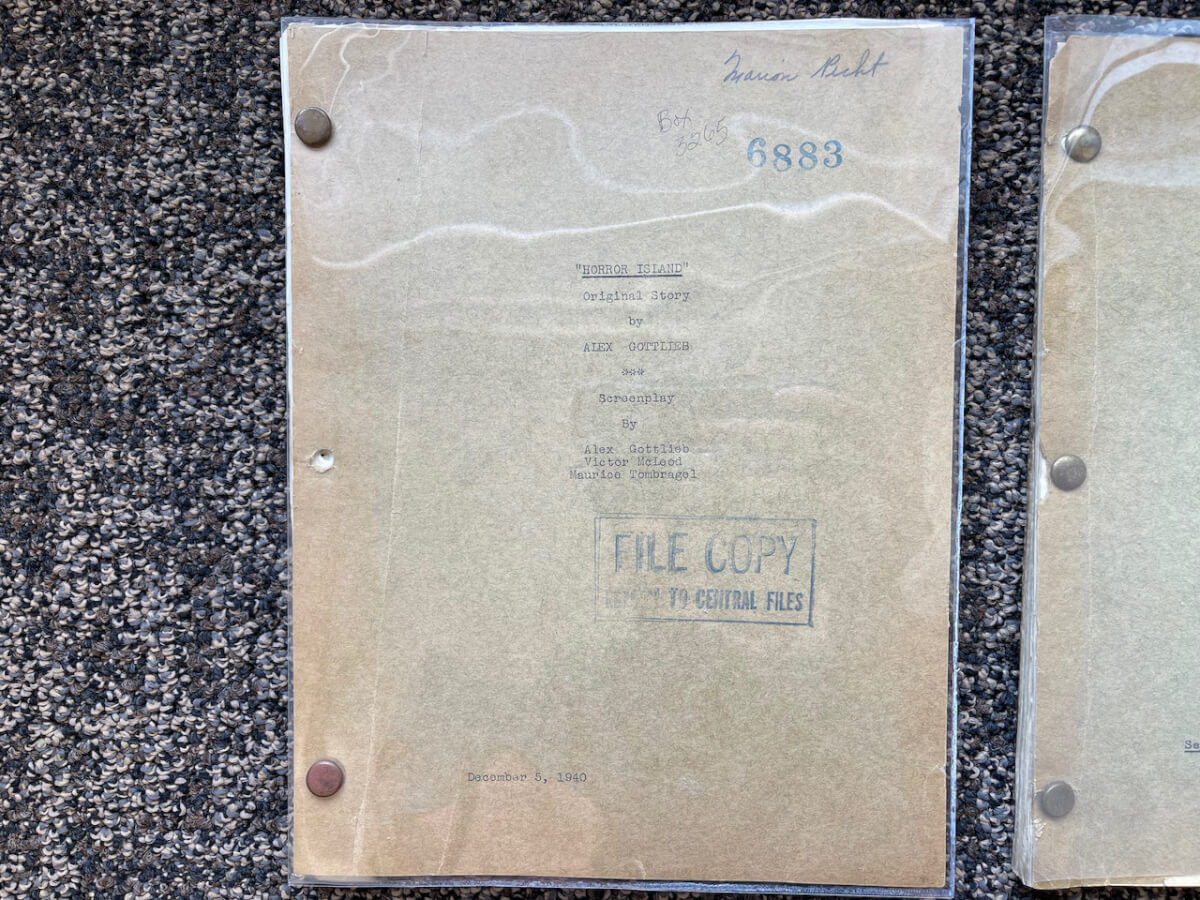 Marion
Box
3265
6883
"HORROR ISLAND"
Original Story
by
ALEX GOTTLIEB
***
Screenplay
By
Alex Gottlieb
Victor McLeod
Maurice Tombragel
FILE COPY
TO CENTRAL FILES
December 5, 1940